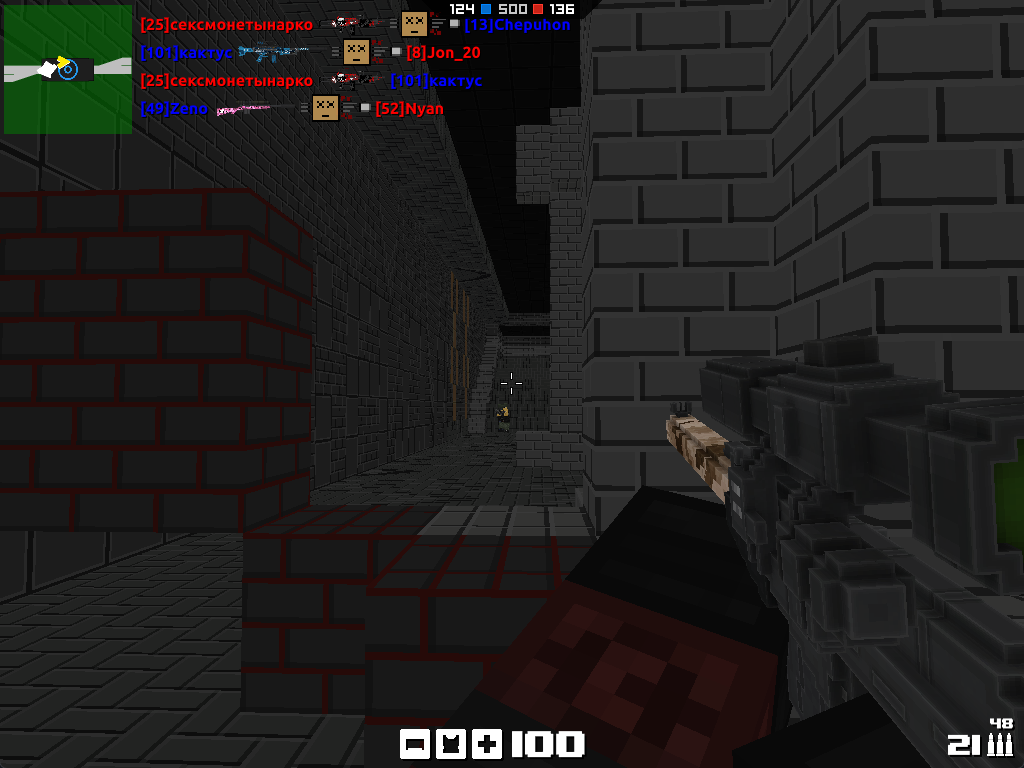 124 500 136
[25]сексмонетынарко [13]Chepuhon
[101]кактус [8]Jon_20
[25]сексмонетынарко [101]кактус
[49]Zeno [52]Nyan
100
48
21